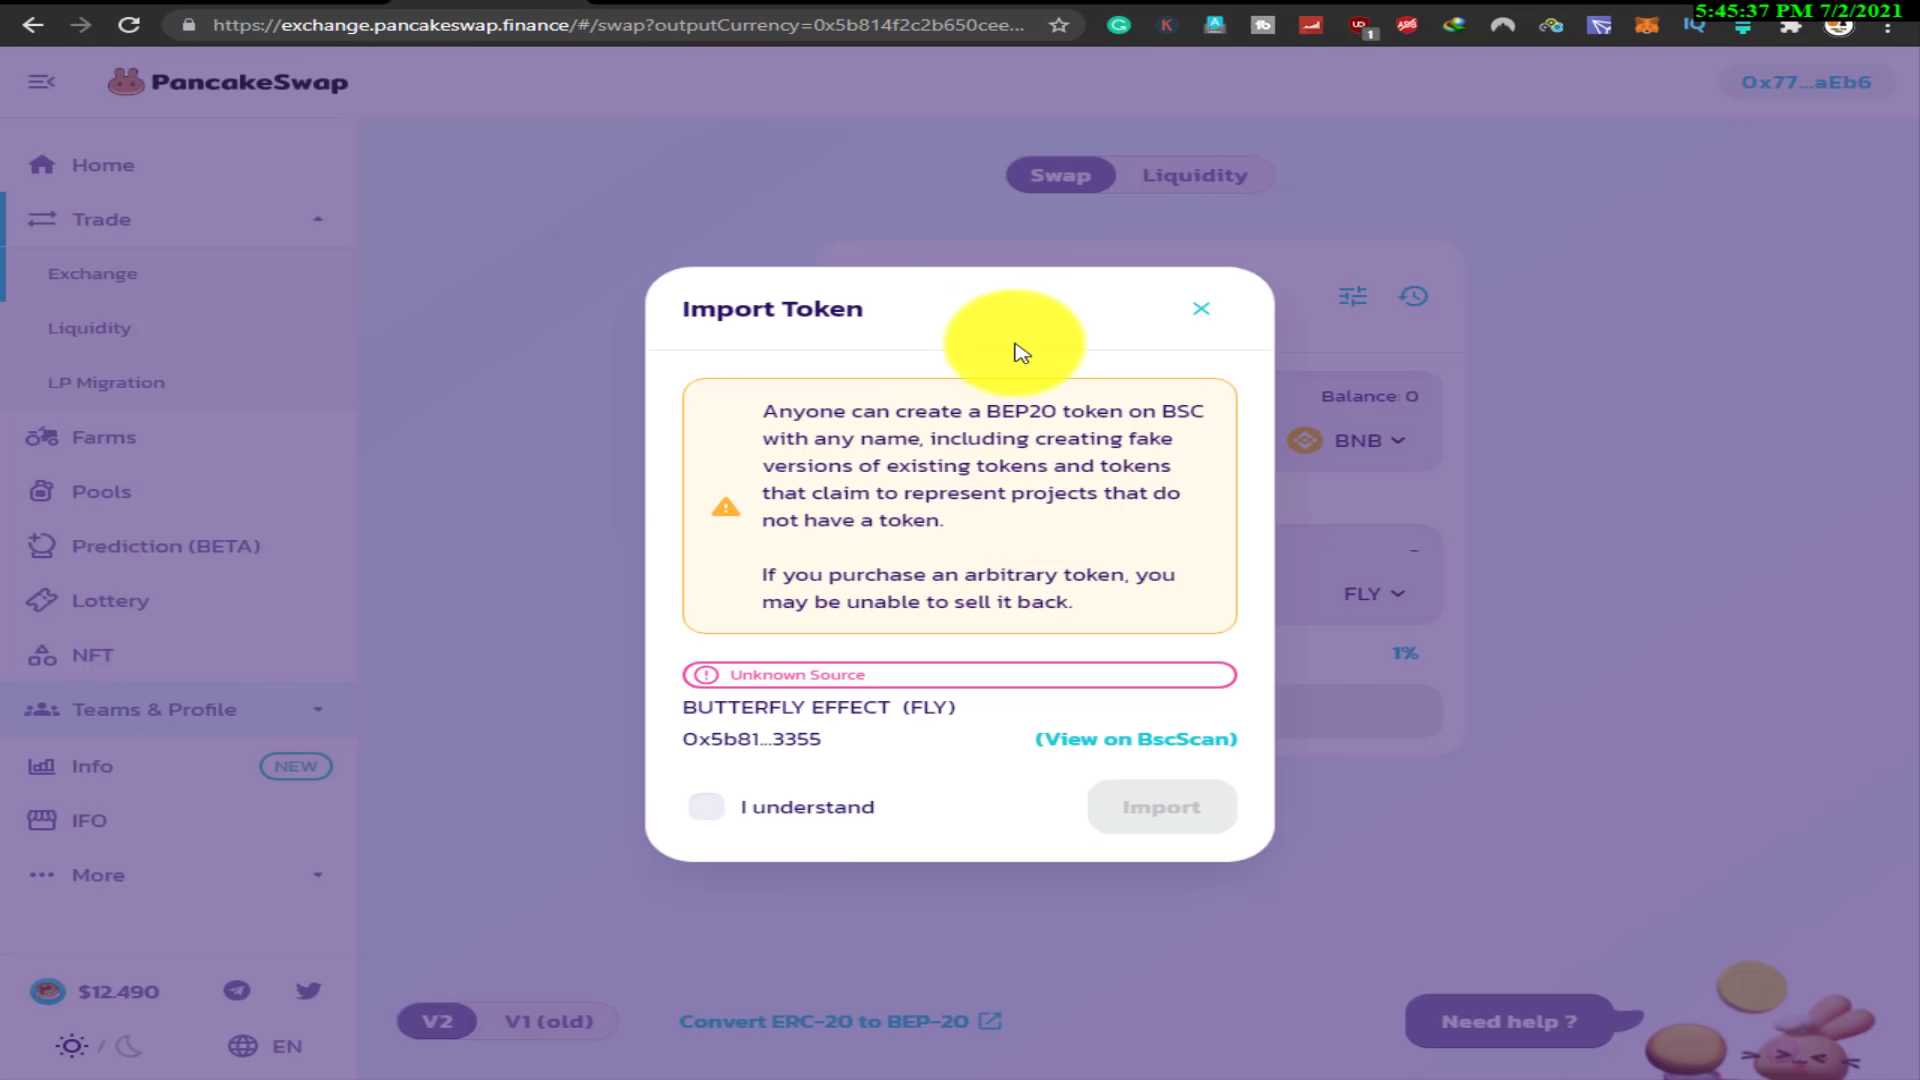 5:45:37 PM 7/2/2021
https://exchange.pancakeswap.finance/#/swap?outputCurrency=0x5b814f2c2b650cee...
PancakeSwap
0x77...aEb6
Home
Trade
Exchange
Liquidity
LP Migration
Farms
Pools
Prediction (BETA)
Lottery
NFT
Teams & Profile
Info
NEW
IFO
More
$12.490
EN
Swap
Liquidity
Balance: 0
BNB
-
FLY
1%
Import Token
Anyone can create a BEP20 token on BSC
with any name, including creating fake
versions of existing tokens and tokens
that claim to represent projects that do
not have a token.
If you purchase an arbitrary token, you
may be unable to sell it back.
Unknown Source
BUTTERFLY EFFECT (FLY)
0x5b81...3355
(View on BscScan)
I understand
Import
V2
V1 (old)
Convert ERC-20 to BEP-20
Need help ?